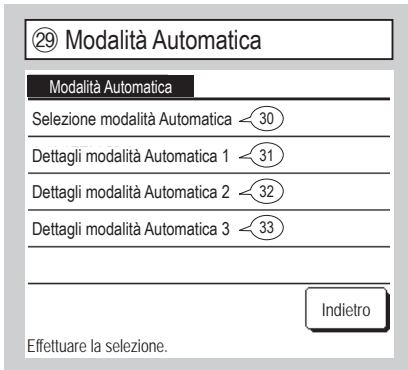 ㉙ Modalità Automatica
Modalità Automatica
Selezione modalità Automatica 30
Dettagli modalità Automatica 1 31
Dettagli modalità Automatica 2 32
Dettagli modalità Automatica 3 33
Indietro
Effettuare la selezione.